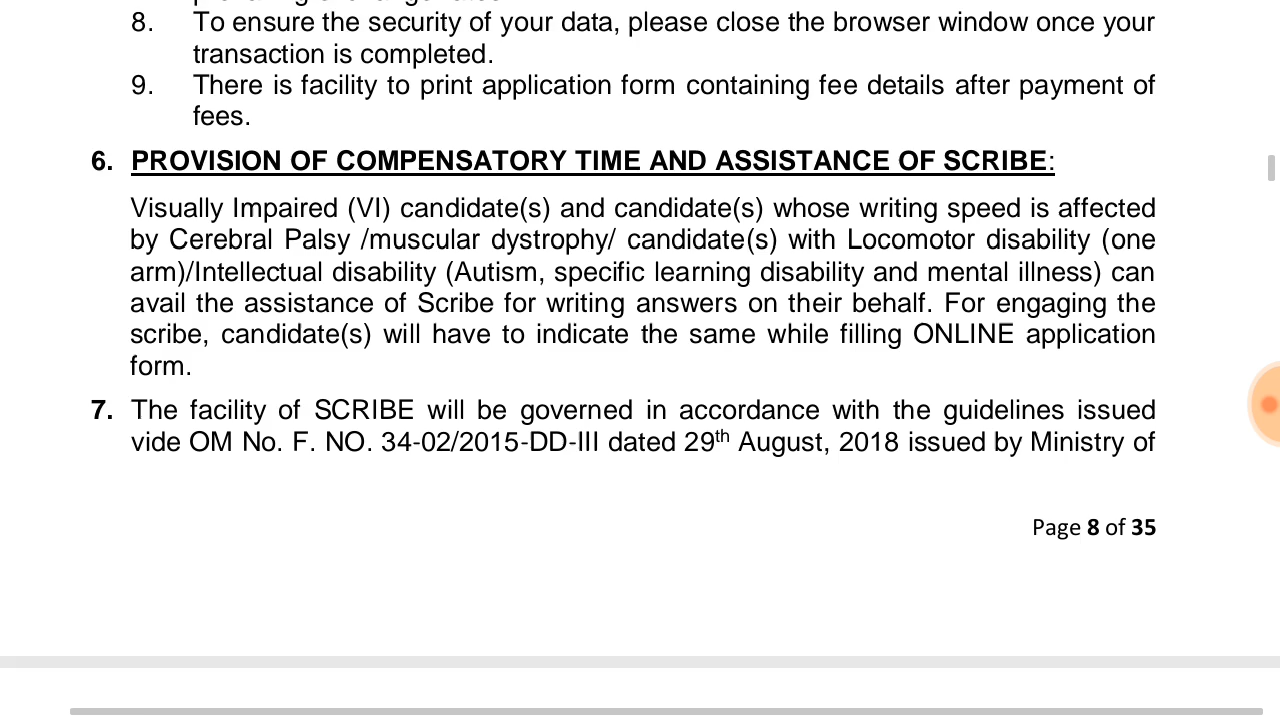 8. To ensure the security of your data, please close the browser window once your
transaction is completed.
9. There is facility to print application form containing fee details after payment of
fees.
6. PROVISION OF COMPENSATORY TIME AND ASSISTANCE OF SCRIBE:
Visually Impaired (VI) candidate(s) and candidate(s) whose writing speed is affected
by Cerebral Palsy /muscular dystrophy/ candidate(s) with Locomotor disability (one
arm)/Intellectual disability (Autism, specific learning disability and mental illness) can
avail the assistance of Scribe for writing answers on their behalf. For engaging the
scribe, candidate(s) will have to indicate the same while filling ONLINE application
form.
7. The facility of SCRIBE will be governed in accordance with the guidelines issued
vide OM No. F. NO. 34-02/2015-DD-III dated 29th August, 2018 issued by Ministry of
Page 8 of 35